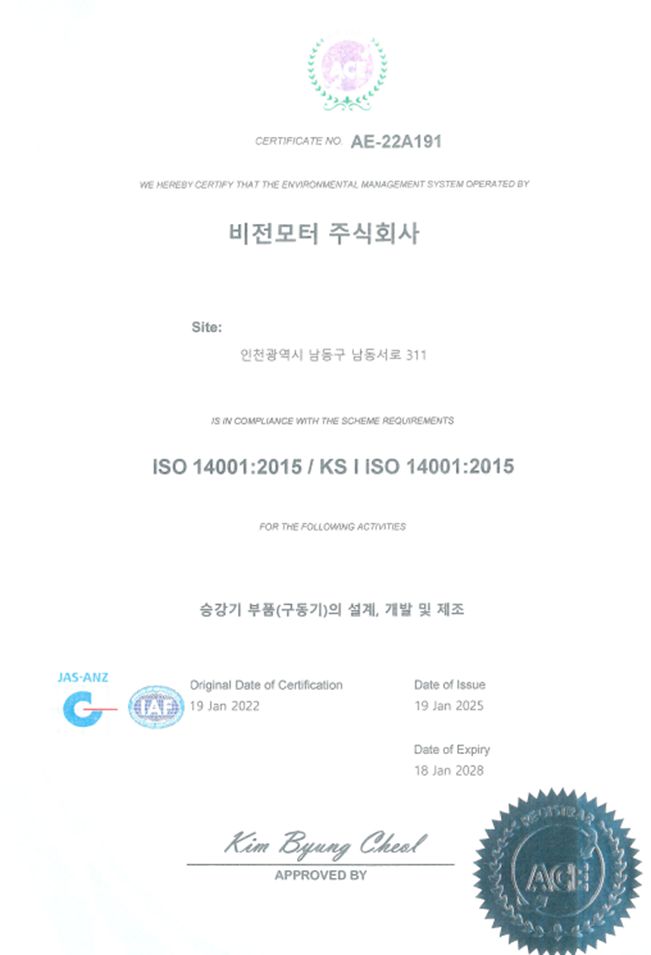 ACE
CERTIFICATE NO. AE-22A191
WE HEREBY CERTIFY THAT THE ENVIRONMENTAL MANAGEMENT SYSTEM OPERATED BY
비전모터 주식회사
Site:
인천광역시 남동구 남동서로 311
IS IN COMPLIANCE WITH THE SCHEME REQUIREMENTS
ISO 14001:2015 / KS I ISO 14001:2015
FOR THE FOLLOWING ACTIVITIES
승강기 부품(구동기)의 설계, 개발 및 제조
JAS-ANZ
IAF
Original Date of Certification
19 Jan 2022
Date of Issue
19 Jan 2025
Date of Expiry
18 Jan 2028
Kim Byung Cheol
APPROVED BY
REGISTRAR
ACE